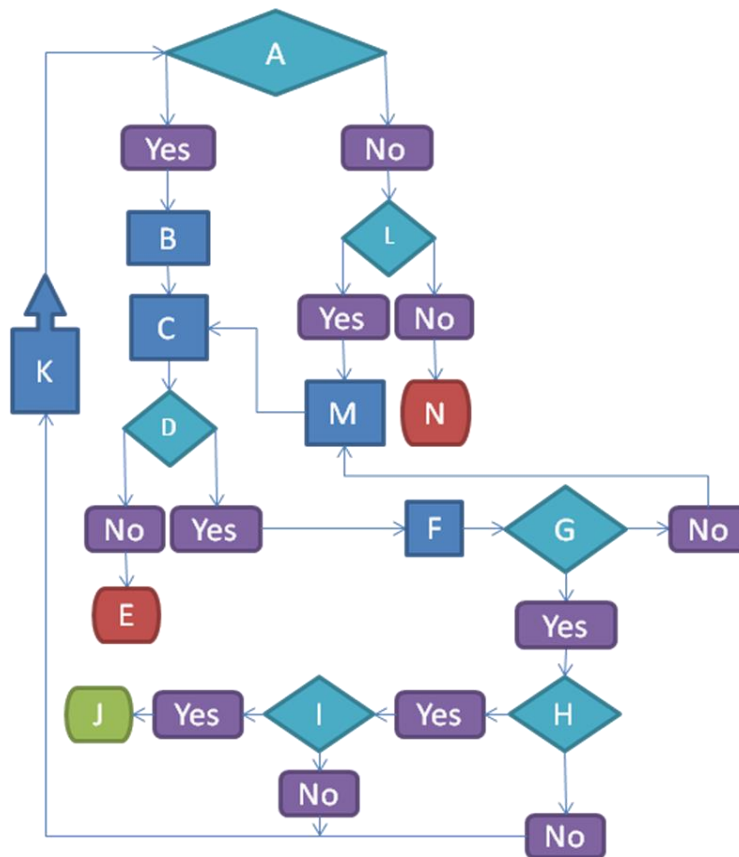 A
Yes
No
B
L
C
Yes
No
K
M
N
D
No
Yes
F
G
No
E
Yes
J
Yes
I
Yes
H
No
No